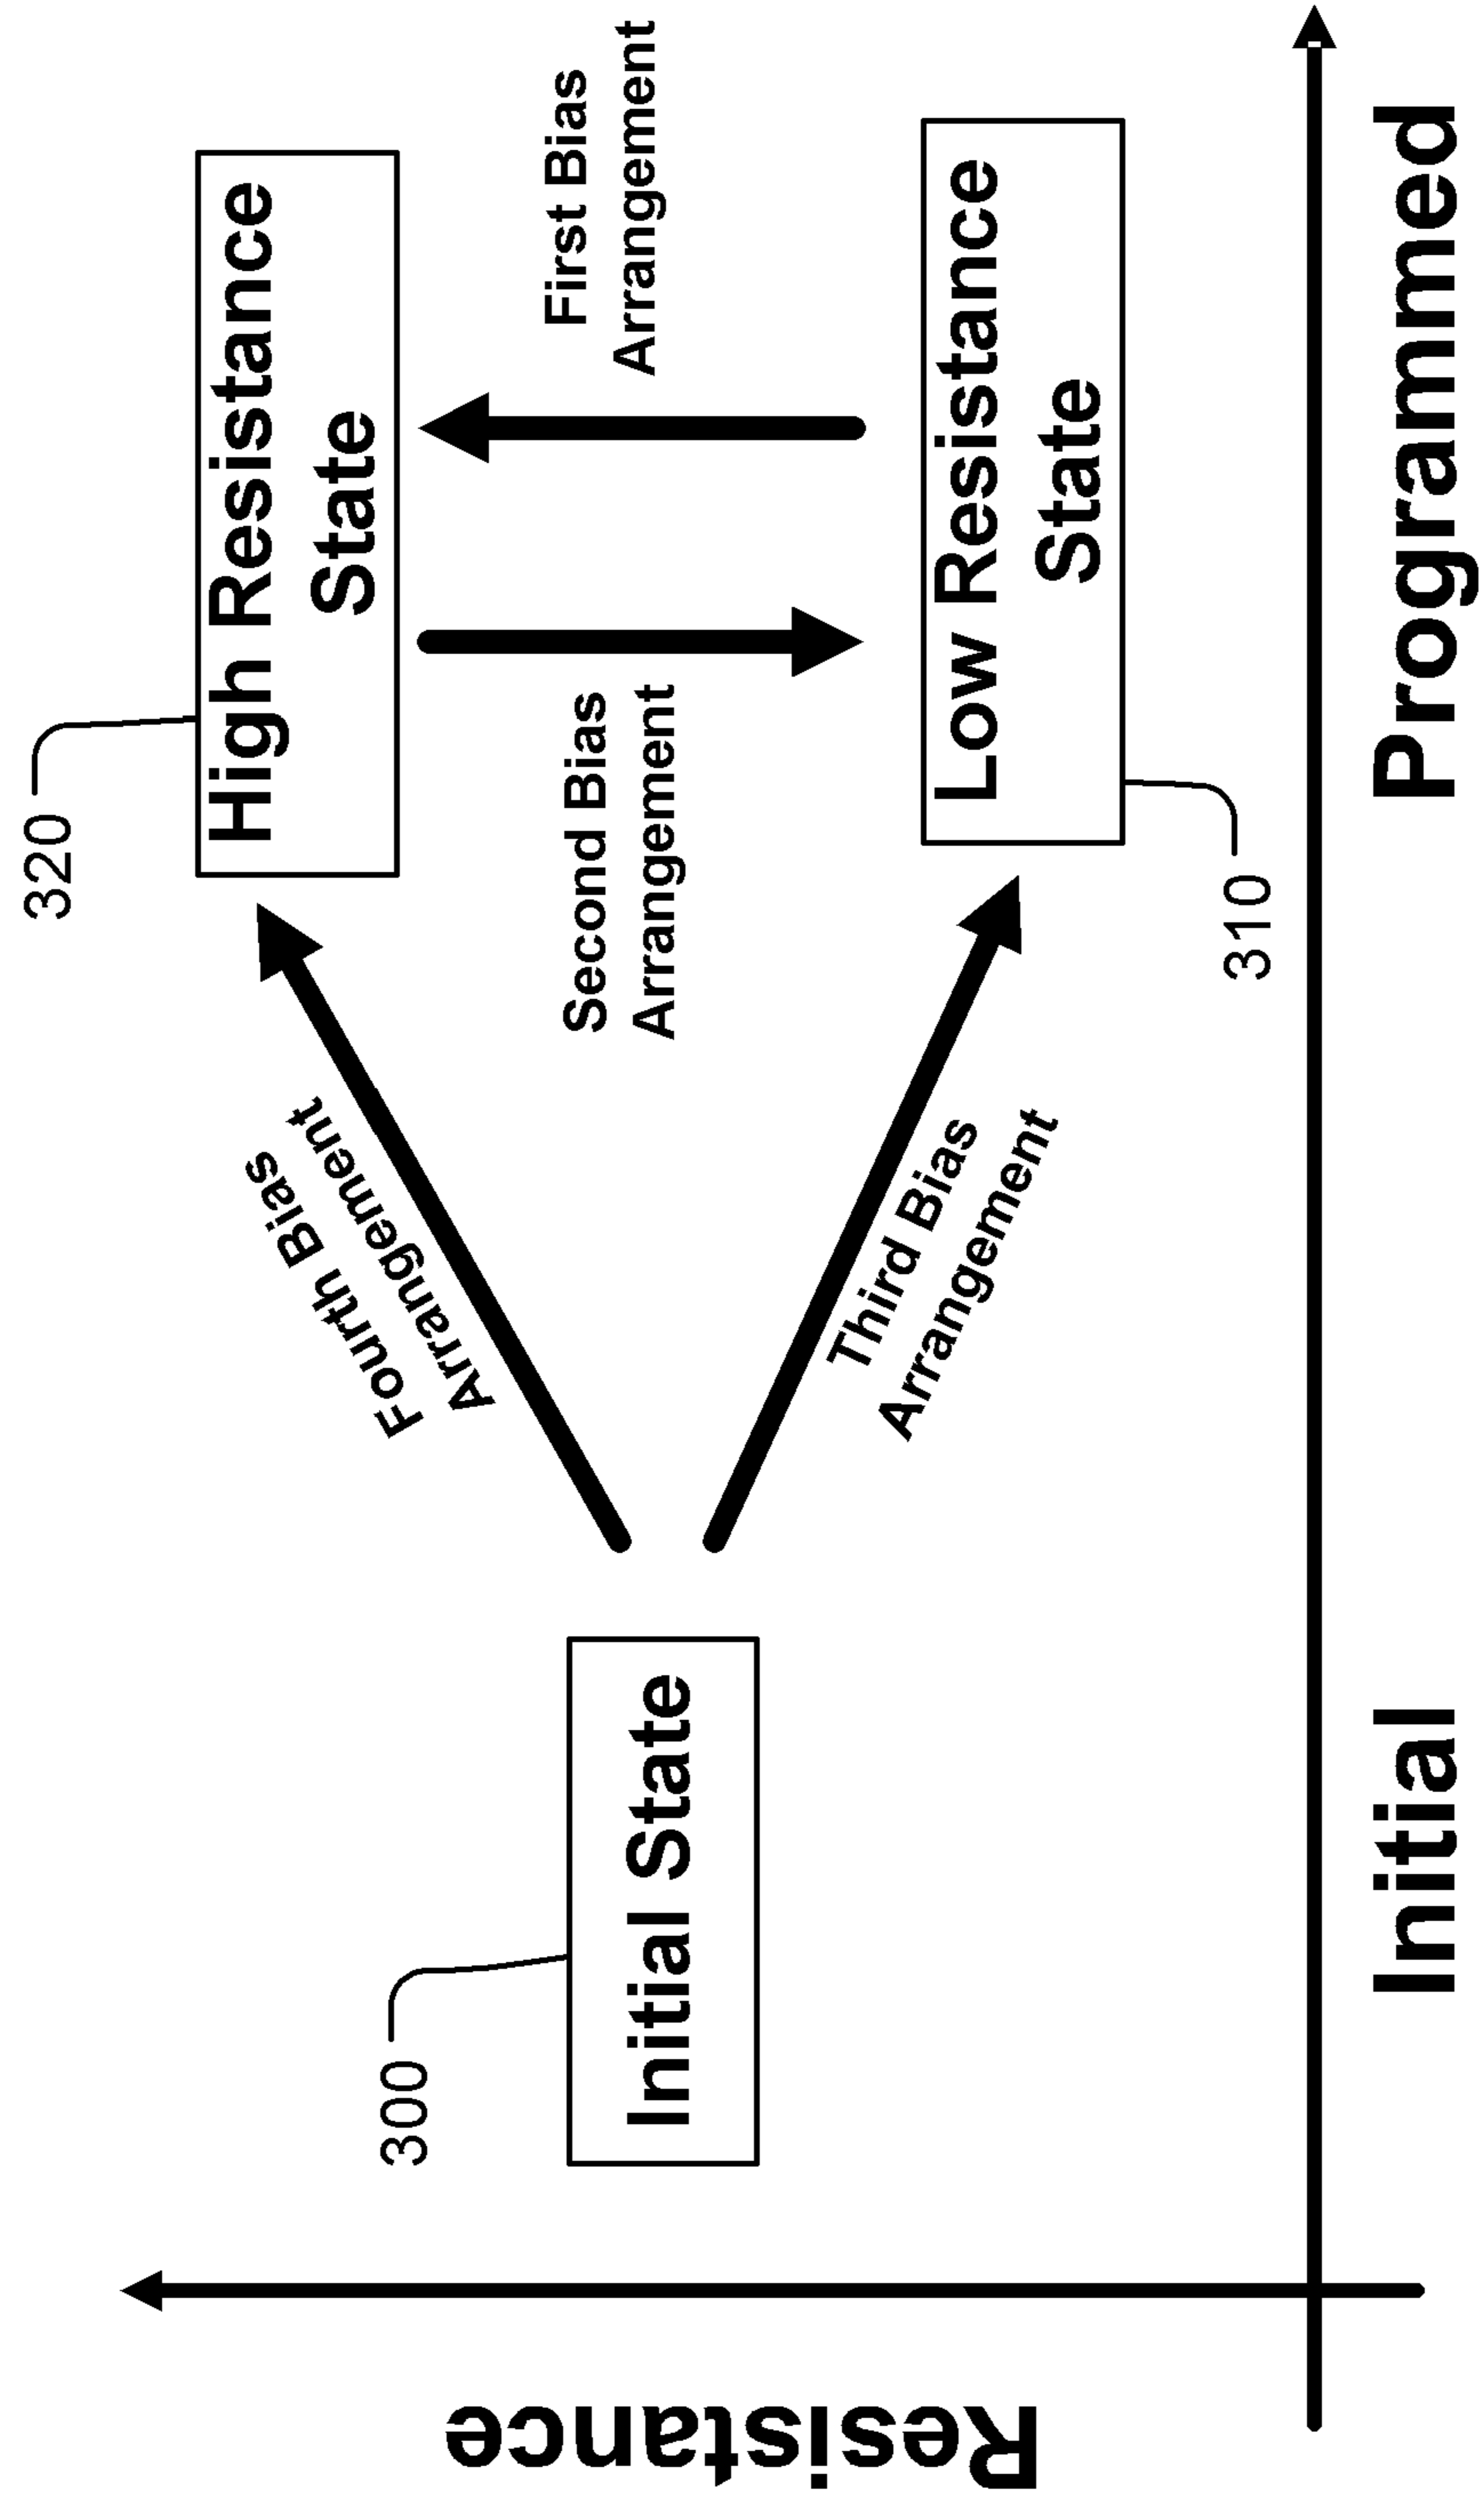 320
High Resistance
State
First Bias
Arrangement
Second Bias
Arrangement
Fourth Bias
Arrangement
300
Initial State
Third Bias
Arrangement
Low Resistance
State
310
Resistance
Initial
Programmed